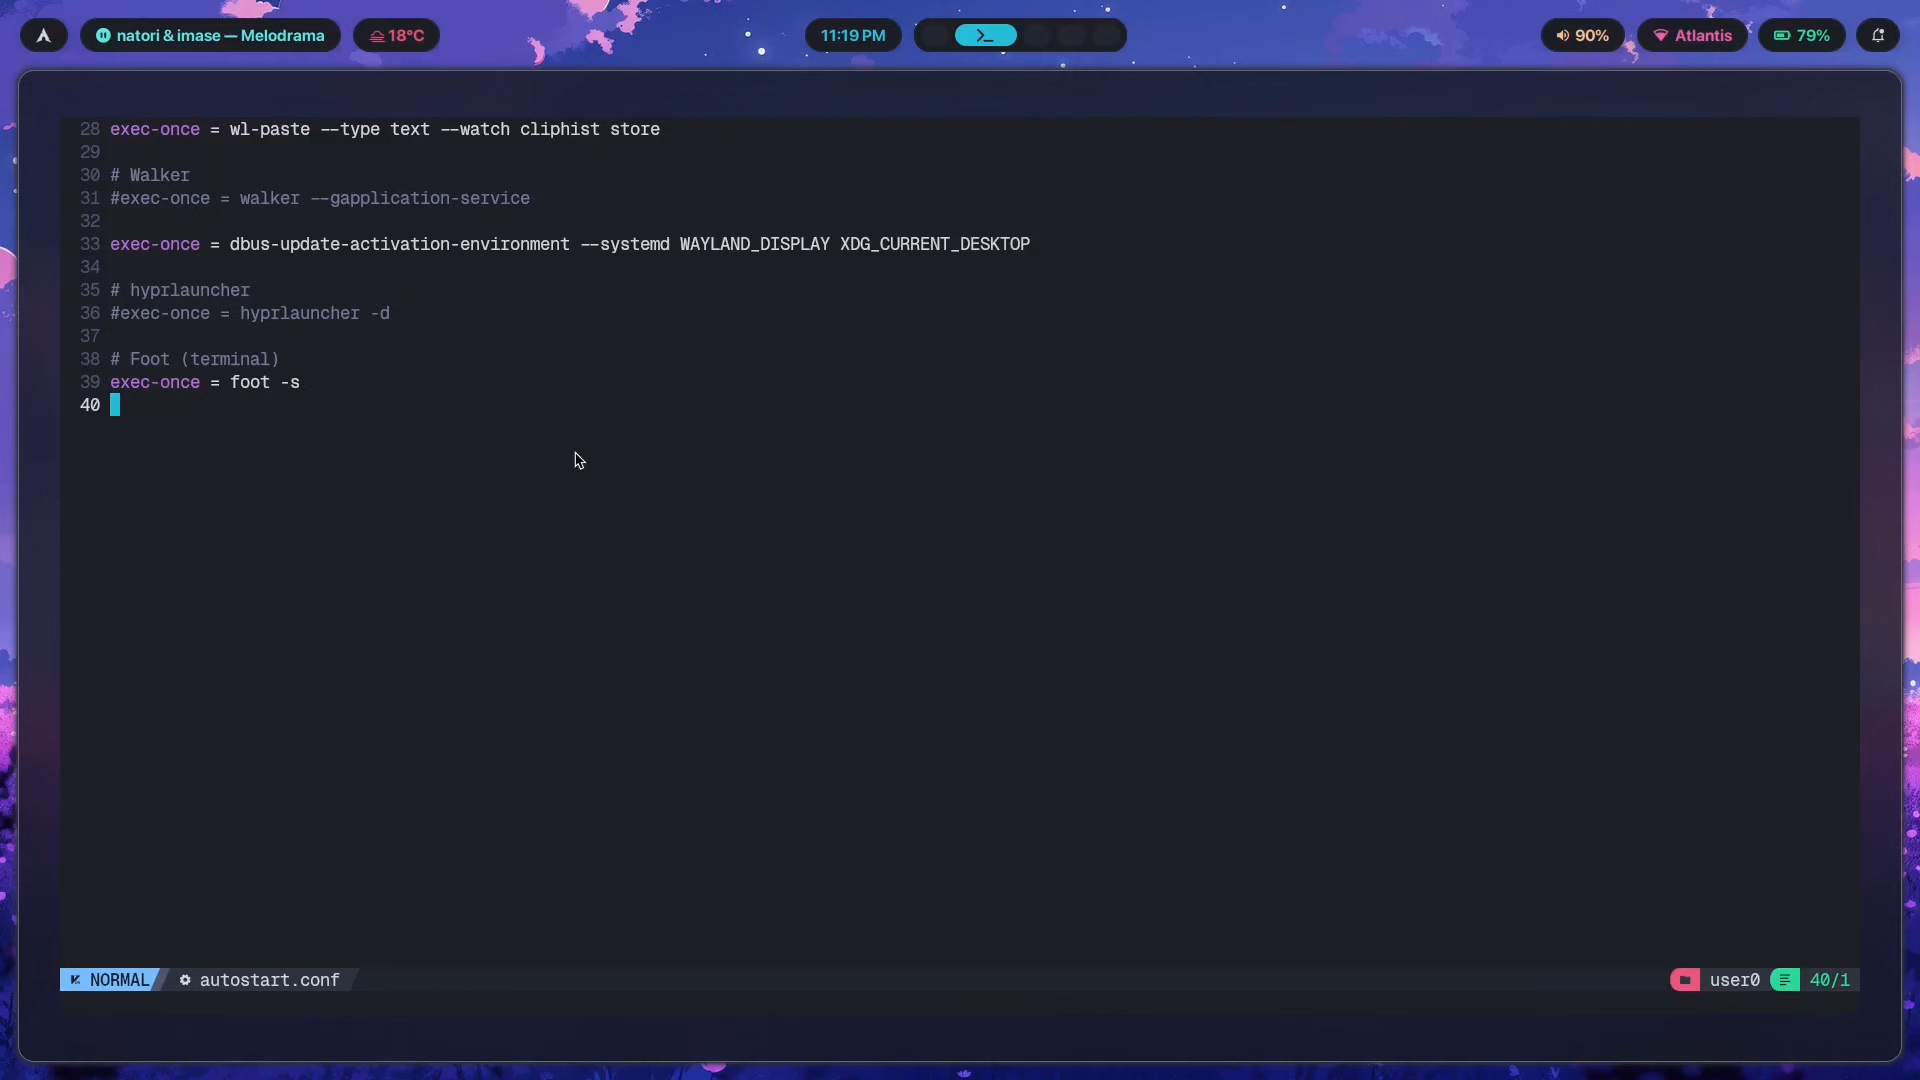 natori & imase — Melodrama
18°C
11:19 PM
90%
Atlantis
79%
28 exec-once = wl-paste --type text --watch cliphist store
29
30 # Walker
31 #exec-once = walker --gapplication-service
32
33 exec-once = dbus-update-activation-environment --systemd WAYLAND_DISPLAY XDG_CURRENT_DESKTOP
34
35 # hyprlauncher
36 #exec-once = hyprlauncher -d
37
38 # Foot (terminal)
39 exec-once = foot -s
40
NORMAL
autostart.conf
user0
40/1